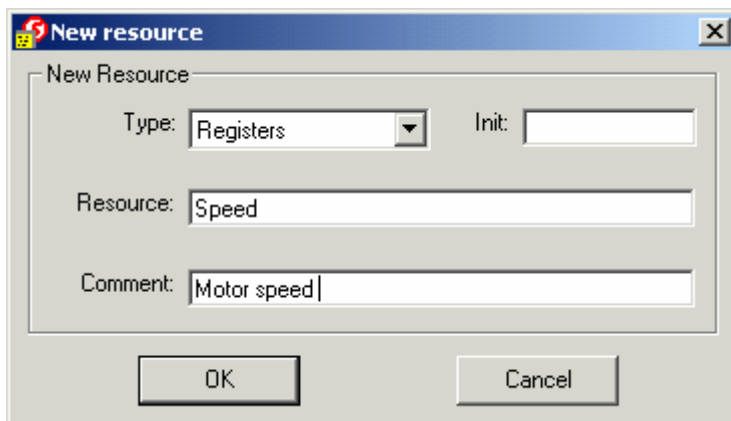 New resource
New Resource
Type: Registers Init:
Resource: Speed
Comment: Motor speed
OK Cancel